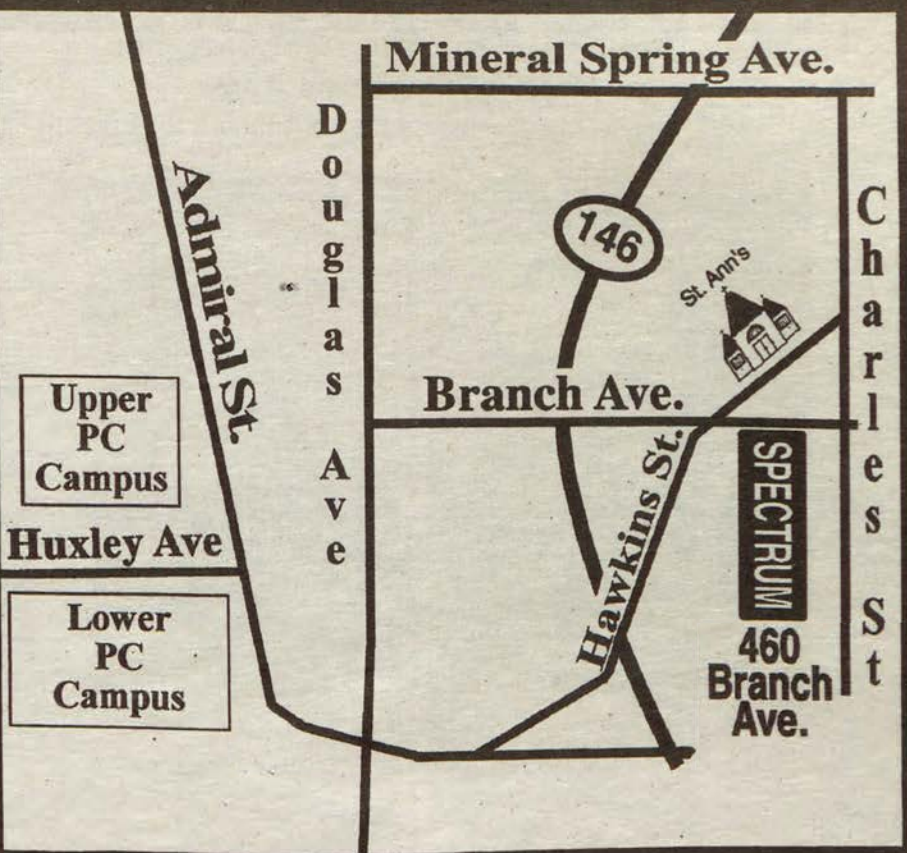 Mineral Spring Ave.
Douglas Ave
Admiral St.
146
Charles St
St. Ann's
Branch Ave.
Upper
PC
Campus
Hawkins St.
SPECTRUM
Huxley Ave
Lower
PC
Campus
460
Branch
Ave.